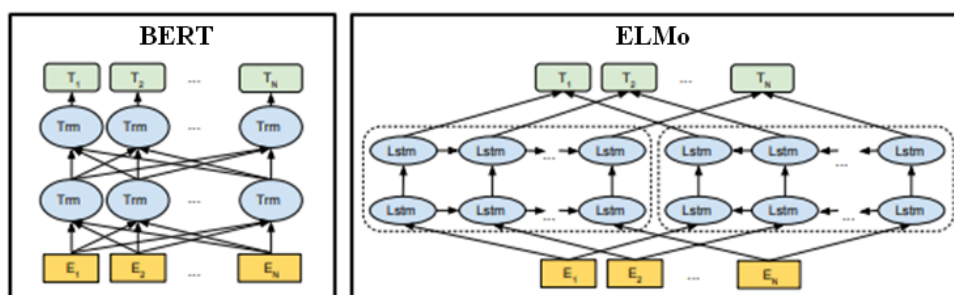 BERT
T1 T2 ... TN
Trm Trm ... Trm
Trm Trm ... Trm
E1 E2 ... EN
ELMo
T1 T2 ... TN
Lstm Lstm ... Lstm Lstm Lstm ... Lstm
Lstm Lstm ... Lstm Lstm Lstm ... Lstm
E1 E2 ... EN